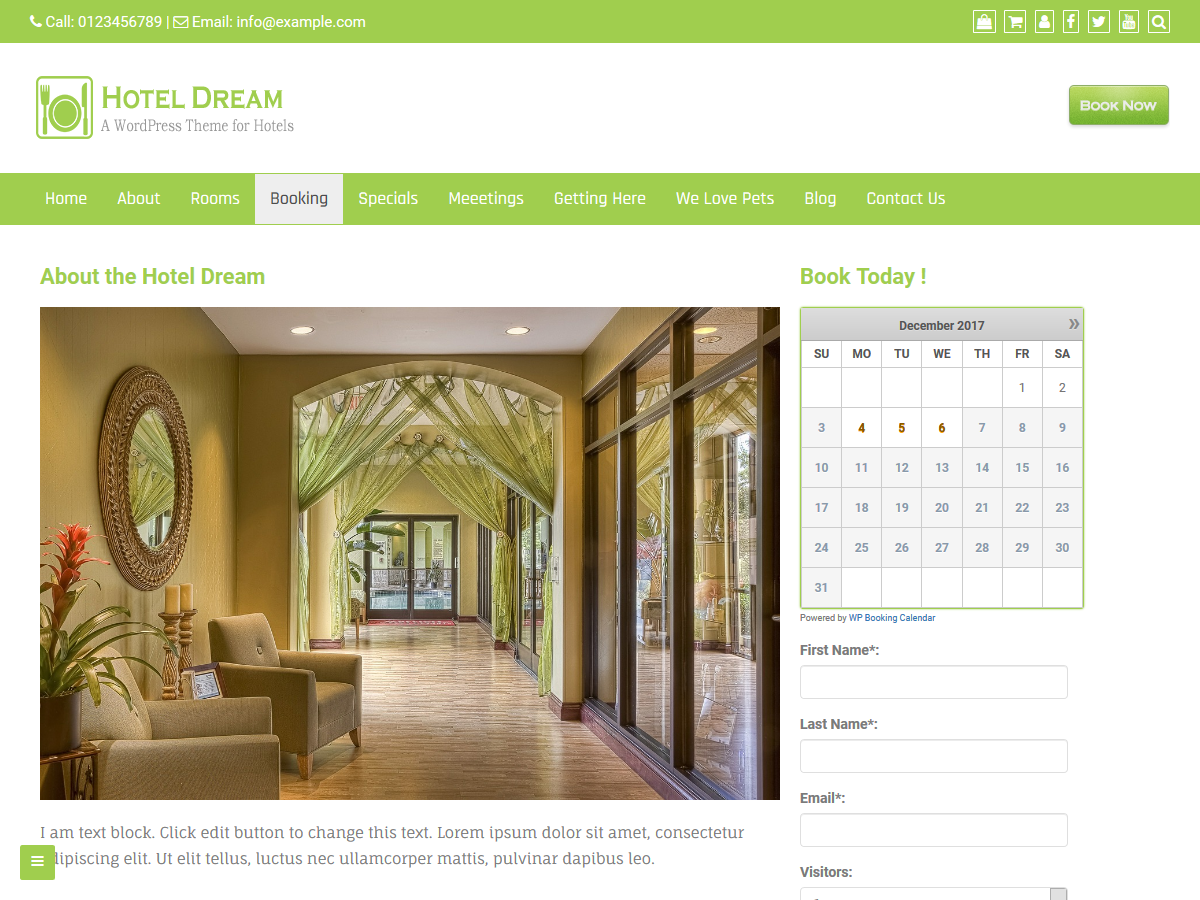 Call: 0123456789 | Email: info@example.com
Hotel Dream
A WordPress Theme for Hotels
Book Now
Home About Rooms Booking Specials Meeetings Getting Here We Love Pets Blog Contact Us
About the Hotel Dream
Book Today !
December 2017 »
SU MO TU WE TH FR SA
1 2
3 4 5 6 7 8 9
10 11 12 13 14 15 16
17 18 19 20 21 22 23
24 25 26 27 28 29 30
31
Powered by WP Booking Calendar
First Name*:
Last Name*:
Email*:
Visitors:
I am text block. Click edit button to change this text. Lorem ipsum dolor sit amet, consectetur
dipiscing elit. Ut elit tellus, luctus nec ullamcorper mattis, pulvinar dapibus leo.